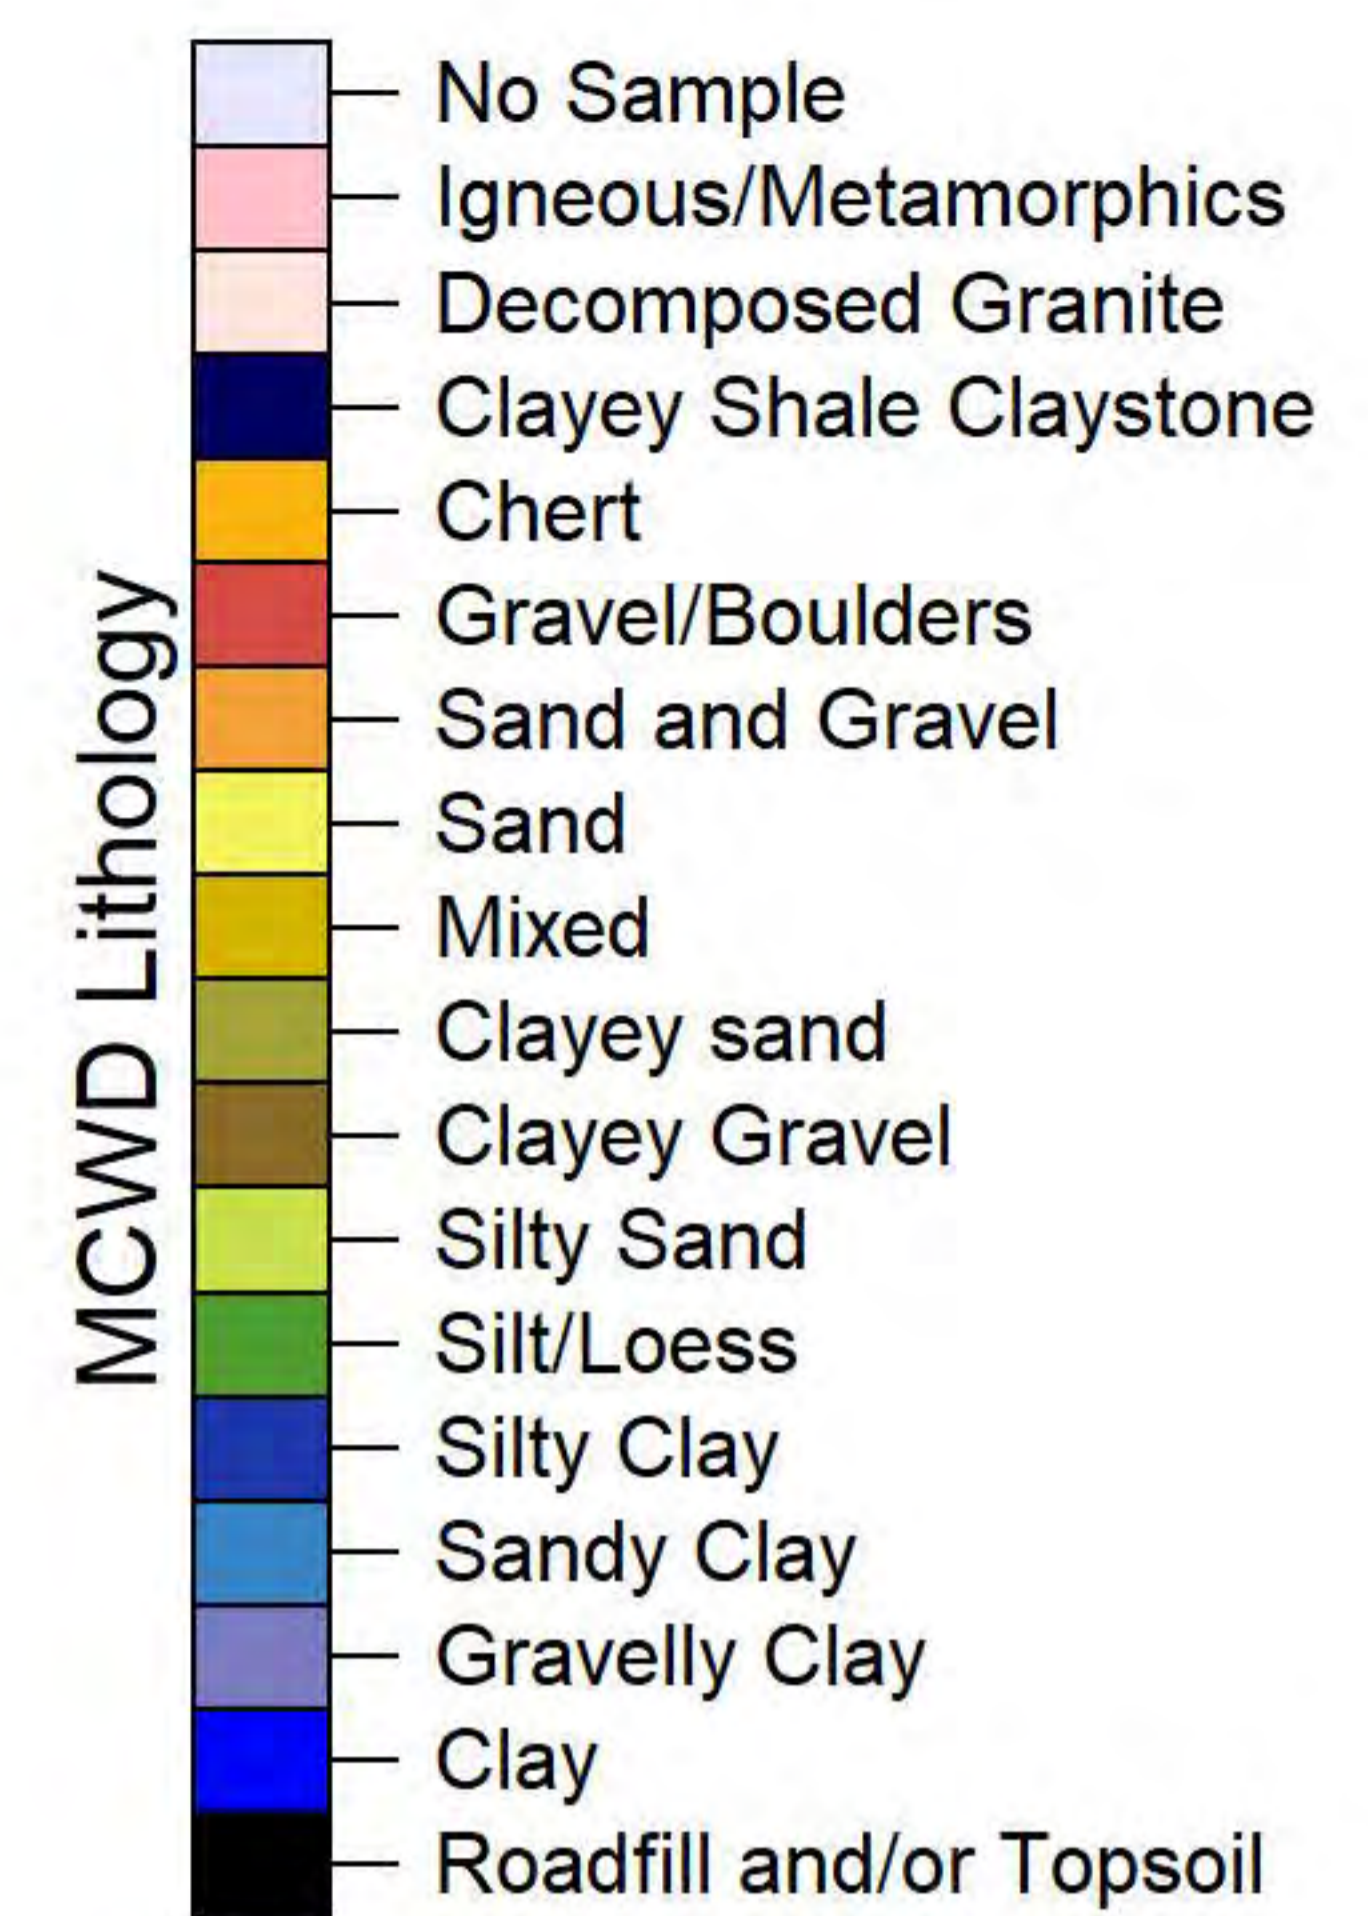 MCWD Lithology
No Sample
Igneous/Metamorphics
Decomposed Granite
Clayey Shale Claystone
Chert
Gravel/Boulders
Sand and Gravel
Sand
Mixed
Clayey sand
Clayey Gravel
Silty Sand
Silt/Loess
Silty Clay
Sandy Clay
Gravelly Clay
Clay
Roadfill and/or Topsoil